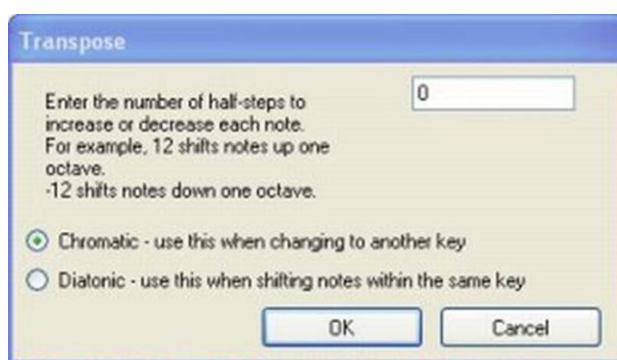 Transpose
0
Enter the number of half-steps to
increase or decrease each note.
For example, 12 shifts notes up one
octave.
-12 shifts notes down one octave.
Chromatic - use this when changing to another key
Diatonic - use this when shifting notes within the same key
OK
Cancel